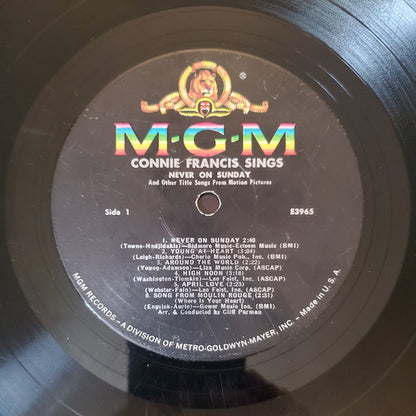 ®
M-G-M
CONNIE FRANCIS SINGS
NEVER ON SUNDAY
And Other Title Songs From Motion Pictures
Side 1 E3965
1. NEVER ON SUNDAY 2:40
(Towne-Hadjidakis)—Sidmore Music-Esteem Music (BMI)
2. YOUNG AT HEART (3:04)
(Leigh-Richards)—Cherio Music Pub., Inc. (BMI)
3. AROUND THE WORLD (2:22)
(Young-Adamson)—Liza Music Corp. (ASCAP)
4. HIGH NOON (3:05)
(Washington-Tiomkin)—Leo Feist, Inc. (ASCAP)
5. APRIL LOVE (2:23)
(Webster-Fain)—Leo Feist, Inc. (ASCAP)
6. SONG FROM MOULIN ROUGE (2:31)
(Where Is Your Heart)
(Engvick-Auric)—Gower Music Inc. (BMI)
Arr. & Conducted by Cliff Parman
MGM RECORDS—A DIVISION OF METRO-GOLDWYN-MAYER, INC.—Made in U.S.A.